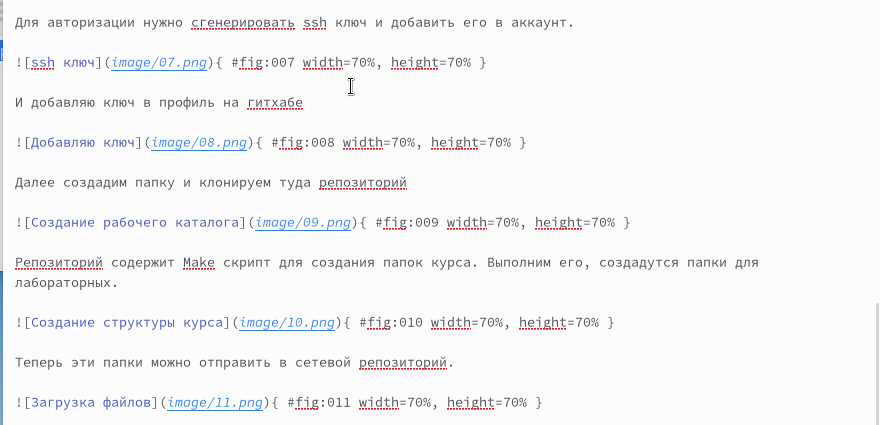 Для авторизации нужно сгенерировать ssh ключ и добавить его в аккаунт.
![ssh ключ](image/07.png){ #fig:007 width=70%, height=70% }
И добавляю ключ в профиль на гитхабе
![Добавляю ключ](image/08.png){ #fig:008 width=70%, height=70% }
Далее создадим папку и клонируем туда репозиторий
![Создание рабочего каталога](image/09.png){ #fig:009 width=70%, height=70% }
Репозиторий содержит Make скрипт для создания папок курса. Выполним его, создадутся папки для
лабораторных.
![Создание структуры курса](image/10.png){ #fig:010 width=70%, height=70% }
Теперь эти папки можно отправить в сетевой репозиторий.
![Загрузка файлов](image/11.png){ #fig:011 width=70%, height=70% }